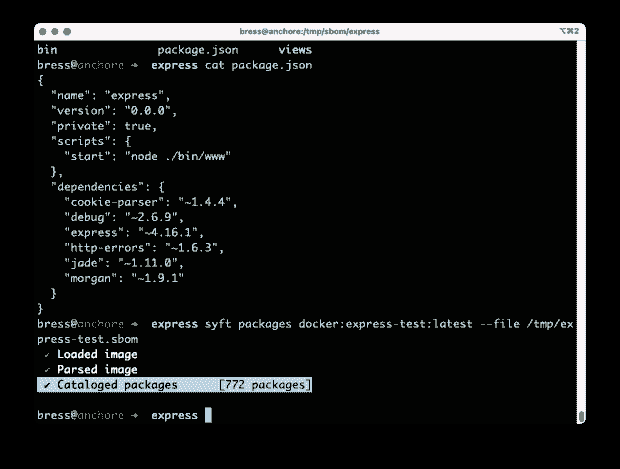 bress@anchore:/tmp/sbom/express ⌥⌘2
bin package.json views
bress@anchore ➜ express cat package.json
{
"name": "express",
"version": "0.0.0",
"private": true,
"scripts": {
"start": "node ./bin/www"
},
"dependencies": {
"cookie-parser": "~1.4.4",
"debug": "~2.6.9",
"express": "~4.16.1",
"http-errors": "~1.6.3",
"jade": "~1.11.0",
"morgan": "~1.9.1"
}
}
bress@anchore ➜ express syft packages docker:express-test:latest --file /tmp/ex
press-test.sbom
✔ Loaded image
✔ Parsed image
✔ Cataloged packages [772 packages]
bress@anchore ➜ express